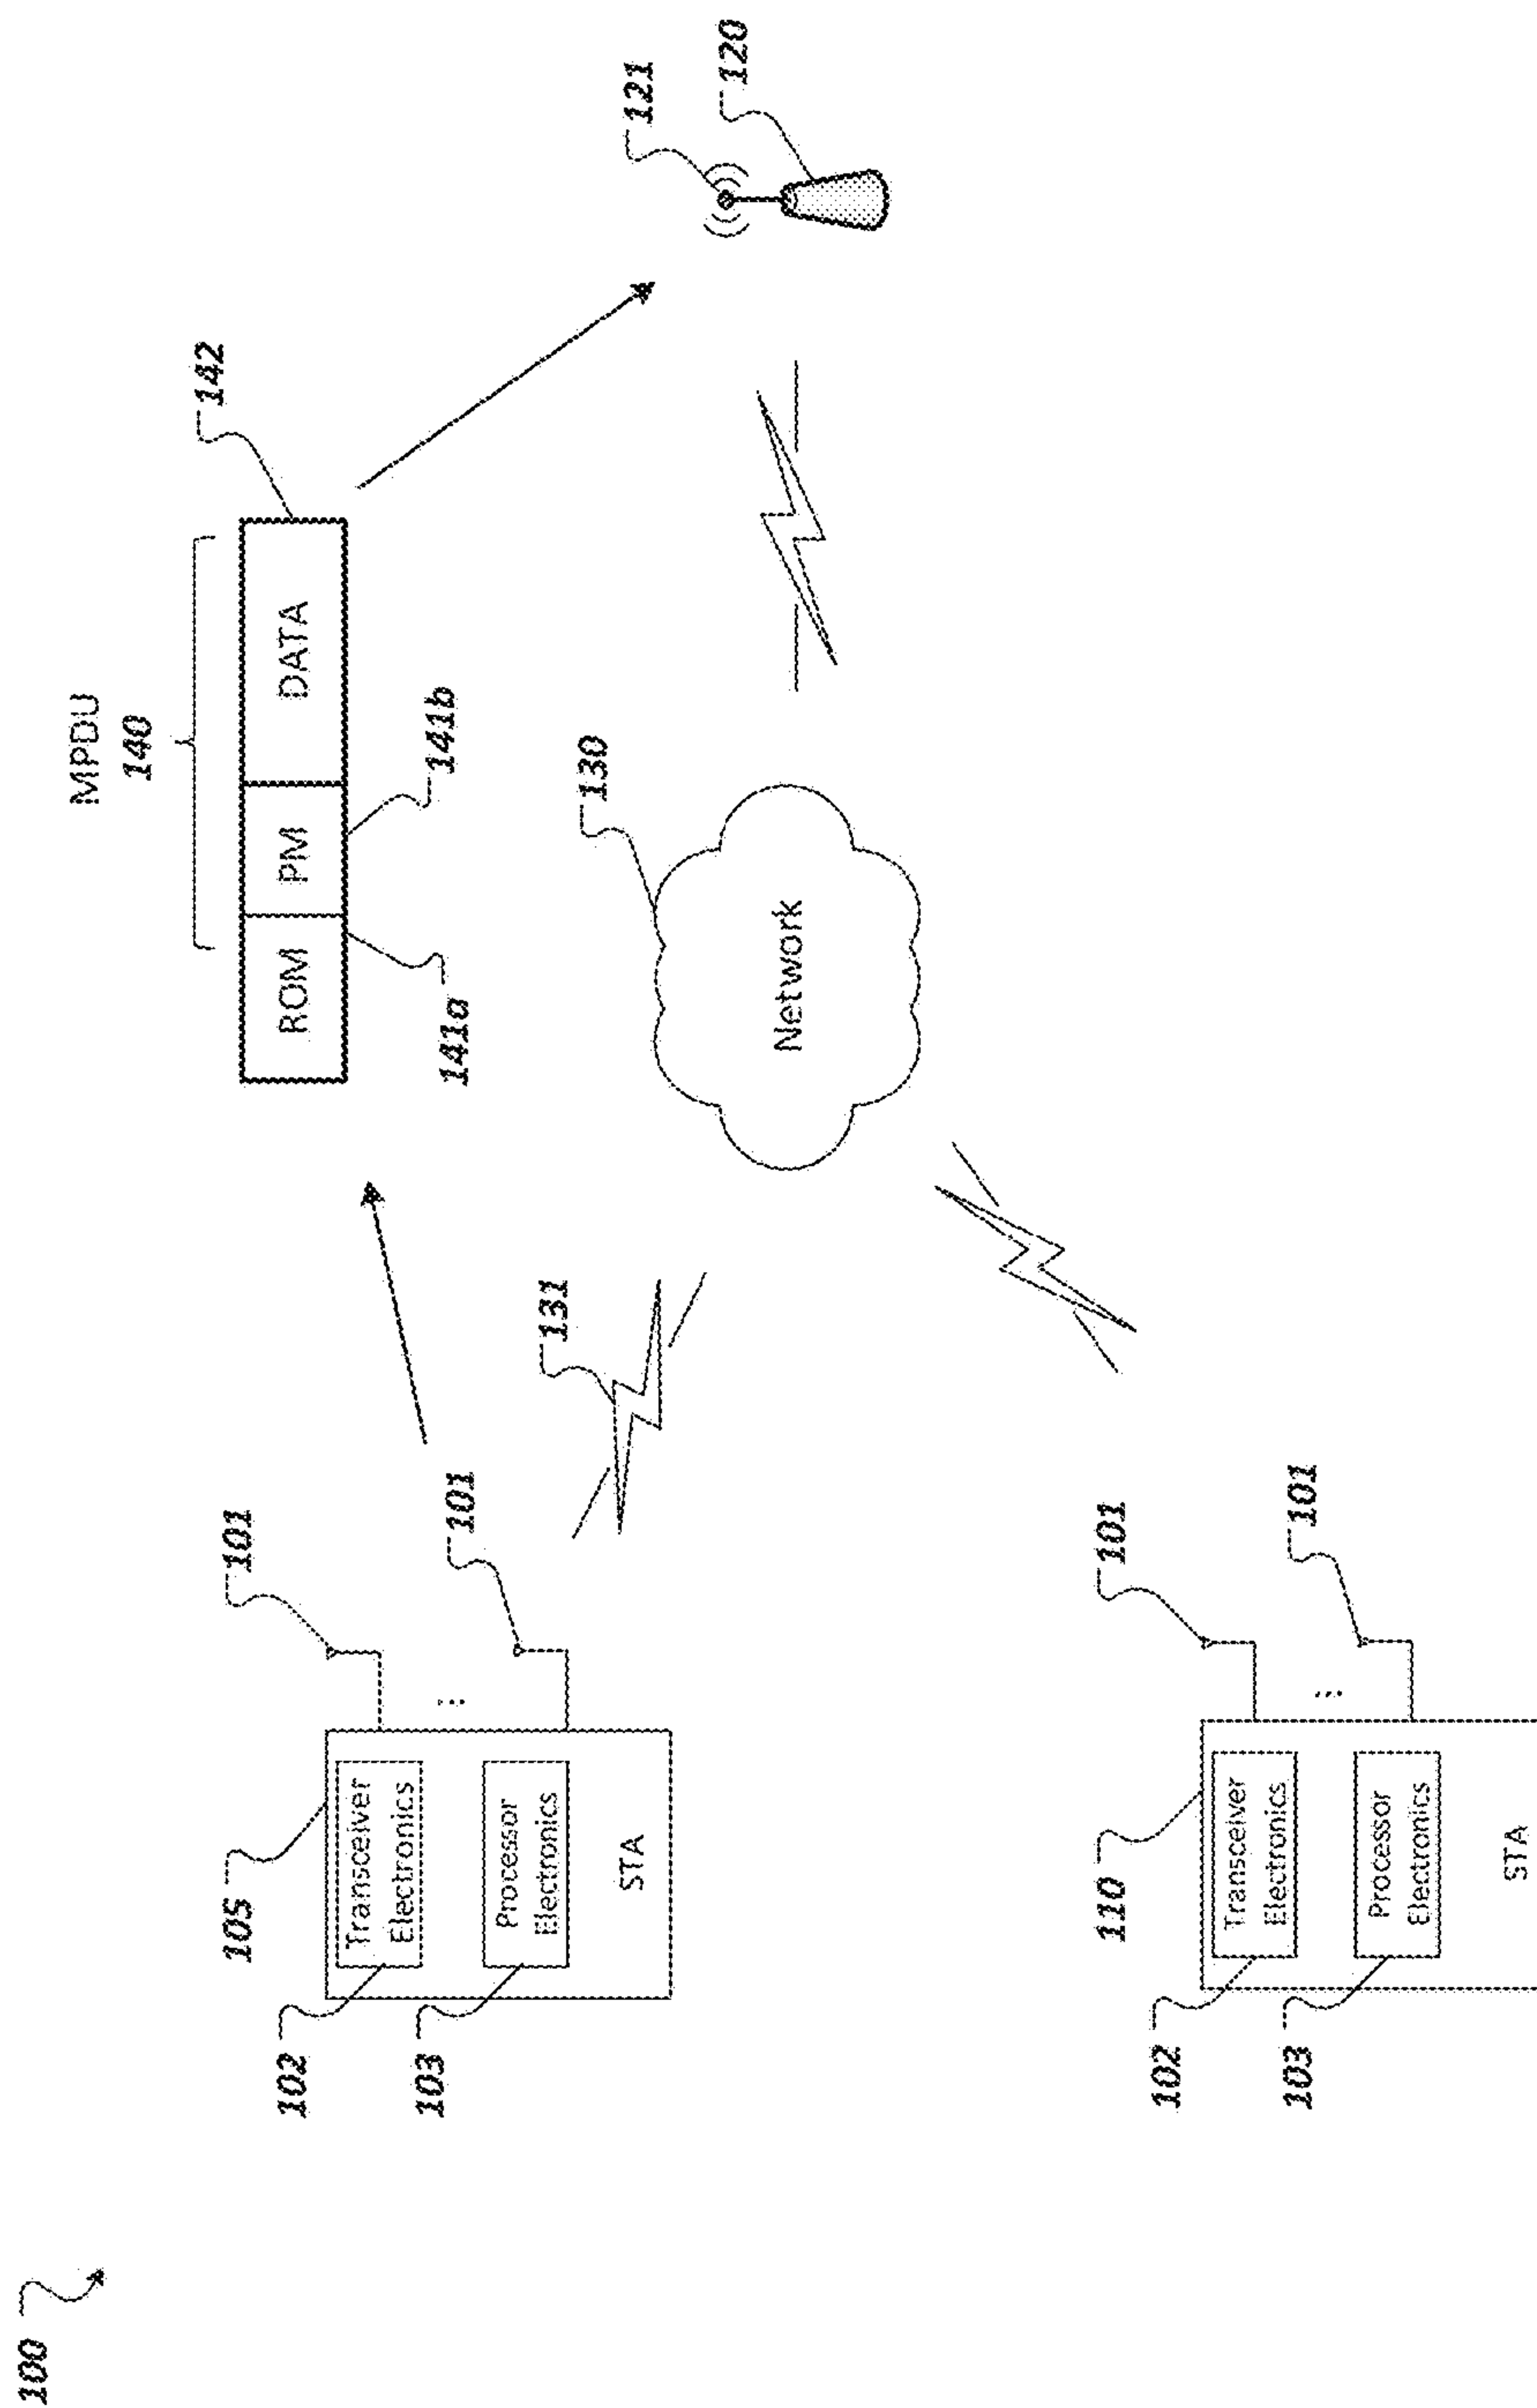 100
MPDU
140
142
ROM PM DATA
141a
141b
121
120
105
101
101
102
Transceiver
Electronics
103
Processor
Electronics
STA
131
130
Network
110
101
101
102
Transceiver
Electronics
103
Processor
Electronics
STA